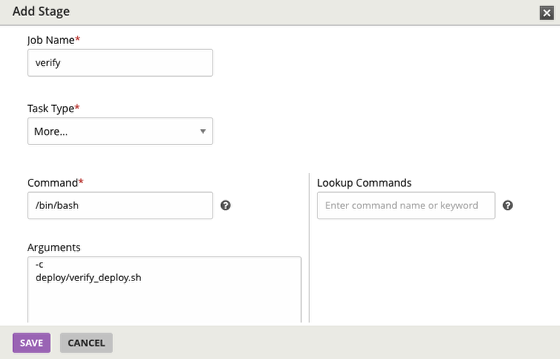 Add Stage
Job Name*
verify
Task Type*
More...
Command*
/bin/bash
Lookup Commands
Enter command name or keyword
Arguments
-c
deploy/verify_deploy.sh
SAVE
CANCEL